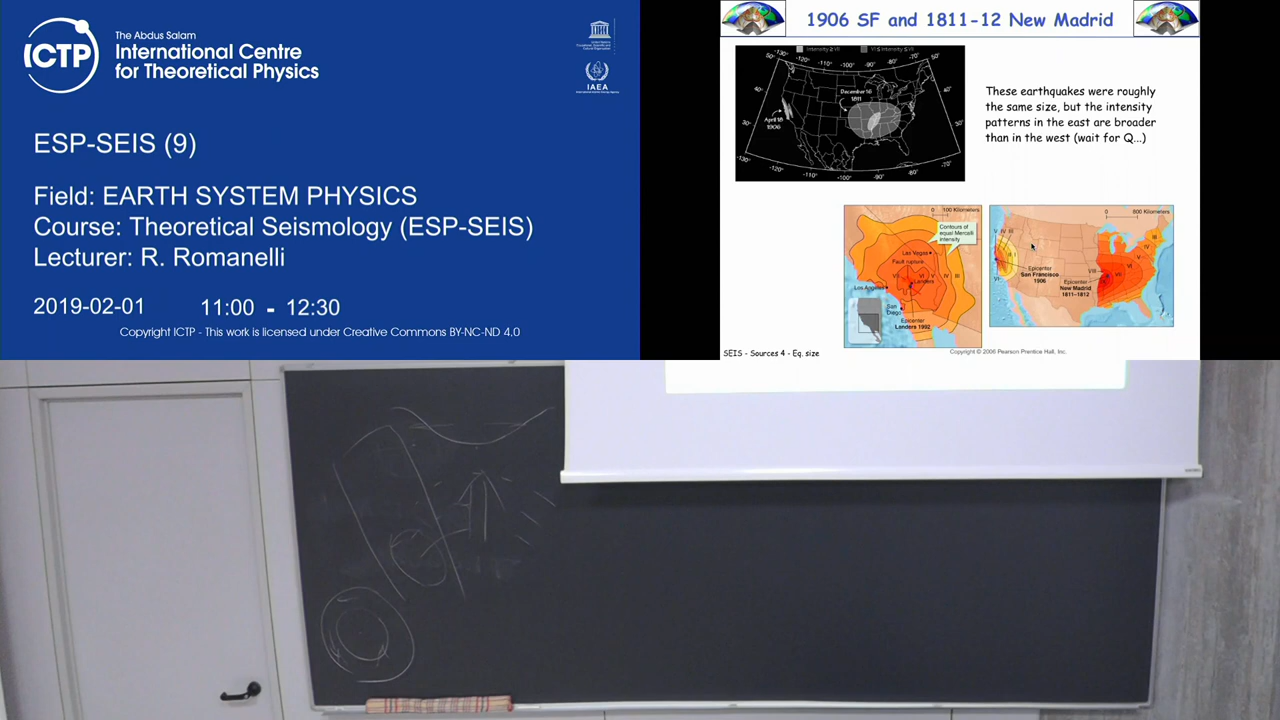 The Abdus Salam
International Centre
for Theoretical Physics
ICTP
IAEA
ESP-SEIS (9)
Field: EARTH SYSTEM PHYSICS
Course: Theoretical Seismology (ESP-SEIS)
Lecturer: R. Romanelli
2019-02-01 11:00 - 12:30
Copyright ICTP - This work is licensed under Creative Commons BY-NC-ND 4.0
1906 SF and 1811-12 New Madrid
December 16
1811
April 18
1906
These earthquakes were roughly
the same size, but the intensity
patterns in the east are broader
than in the west (wait for Q...)
0 100 Kilometers
Contours of
equal Mercalli
intensity
Las Vegas
Fault rupture
Landers
Los Angeles
San
Diego
Epicenter
Landers 1992
0 800 Kilometers
Epicenter
San Francisco
1906
Epicenter
New Madrid
1811–1812
SEIS - Sources 4 - Eq. size
Copyright © 2006 Pearson Prentice Hall, Inc.